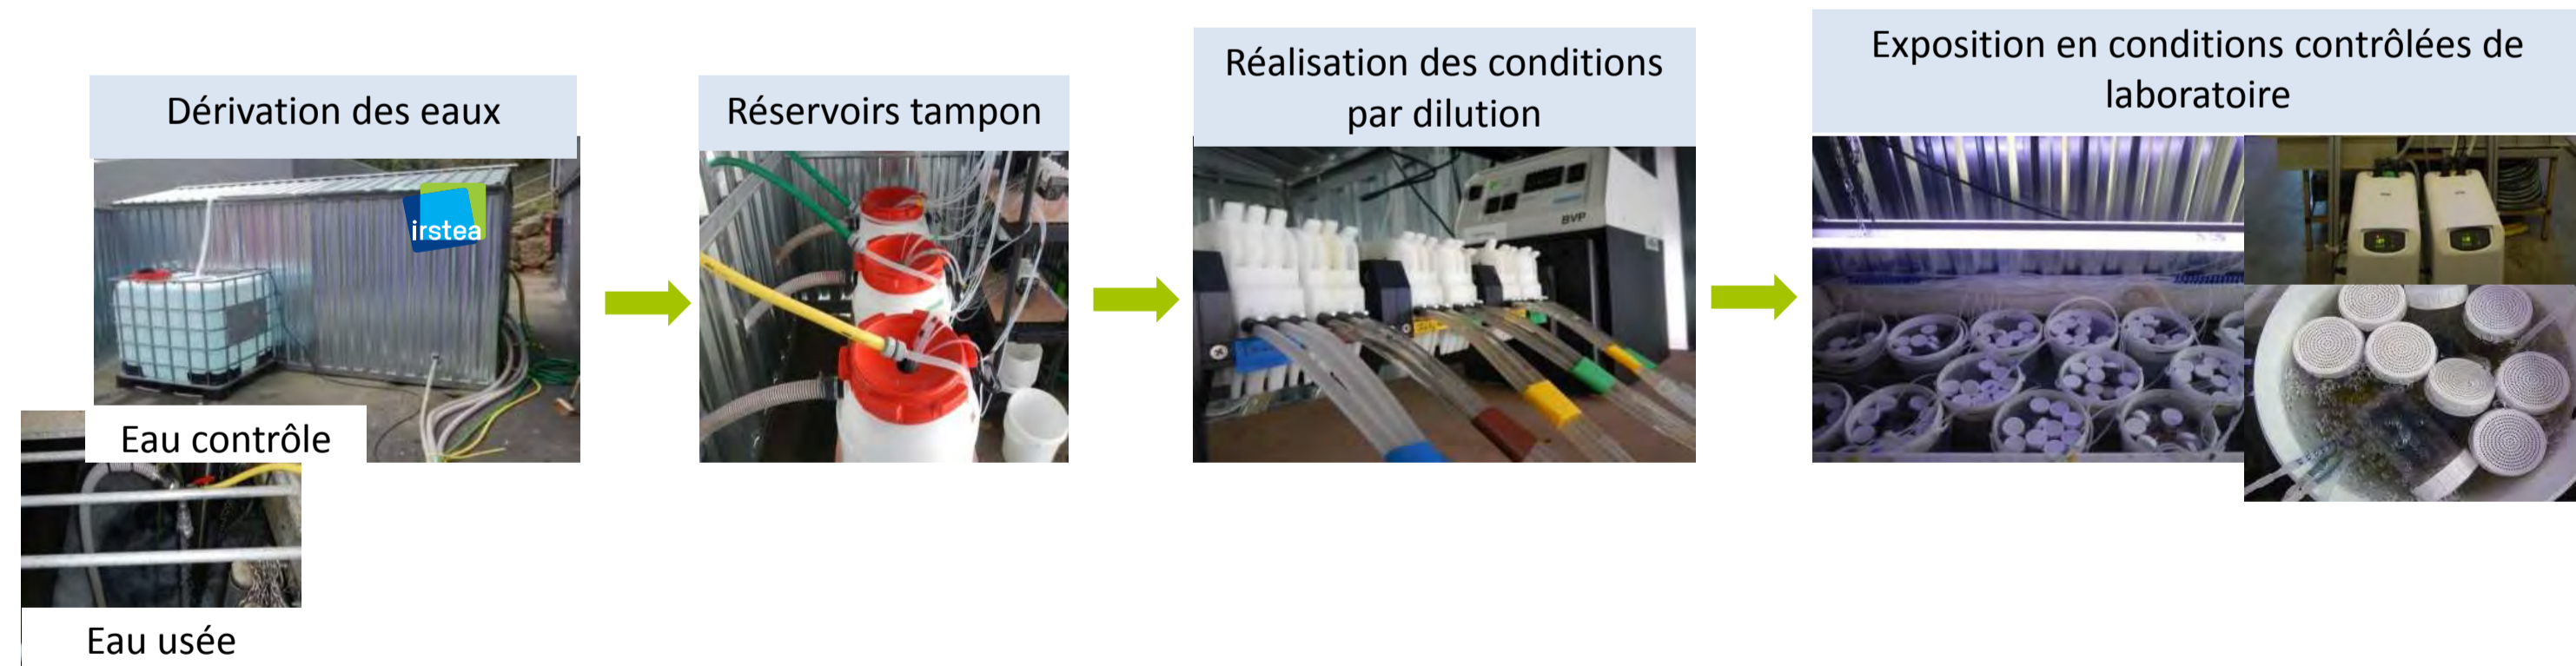 Dérivation des eaux
irstea
Eau contrôle
Eau usée
Réservoirs tampon
Réalisation des conditions
par dilution
BVP
Exposition en conditions contrôlées de
laboratoire